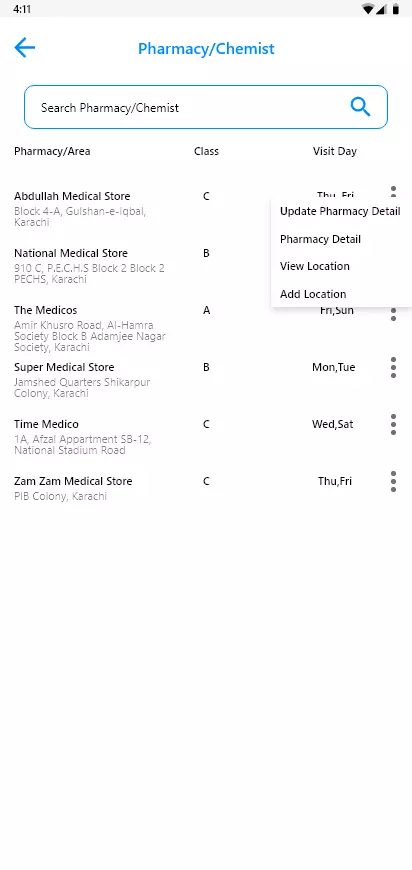 4:11
Pharmacy/Chemist
Search Pharmacy/Chemist
Pharmacy/Area Class Visit Day
Abdullah Medical Store C Thu, Fri
Block 4-A, Gulshan-e-Iqbal,
Karachi
Update Pharmacy Detail
Pharmacy Detail
View Location
Add Location
National Medical Store B
910 C, P.E.C.H.S Block 2 Block 2
PECHS, Karachi
The Medicos A Fri,Sun
Amir Khusro Road, Al-Hamra
Society Block B Adamjee Nagar
Society, Karachi
Super Medical Store B Mon,Tue
Jamshed Quarters Shikarpur
Colony, Karachi
Time Medico C Wed,Sat
1A, Afzal Appartment SB-12,
National Stadium Road
Zam Zam Medical Store C Thu,Fri
PIB Colony, Karachi